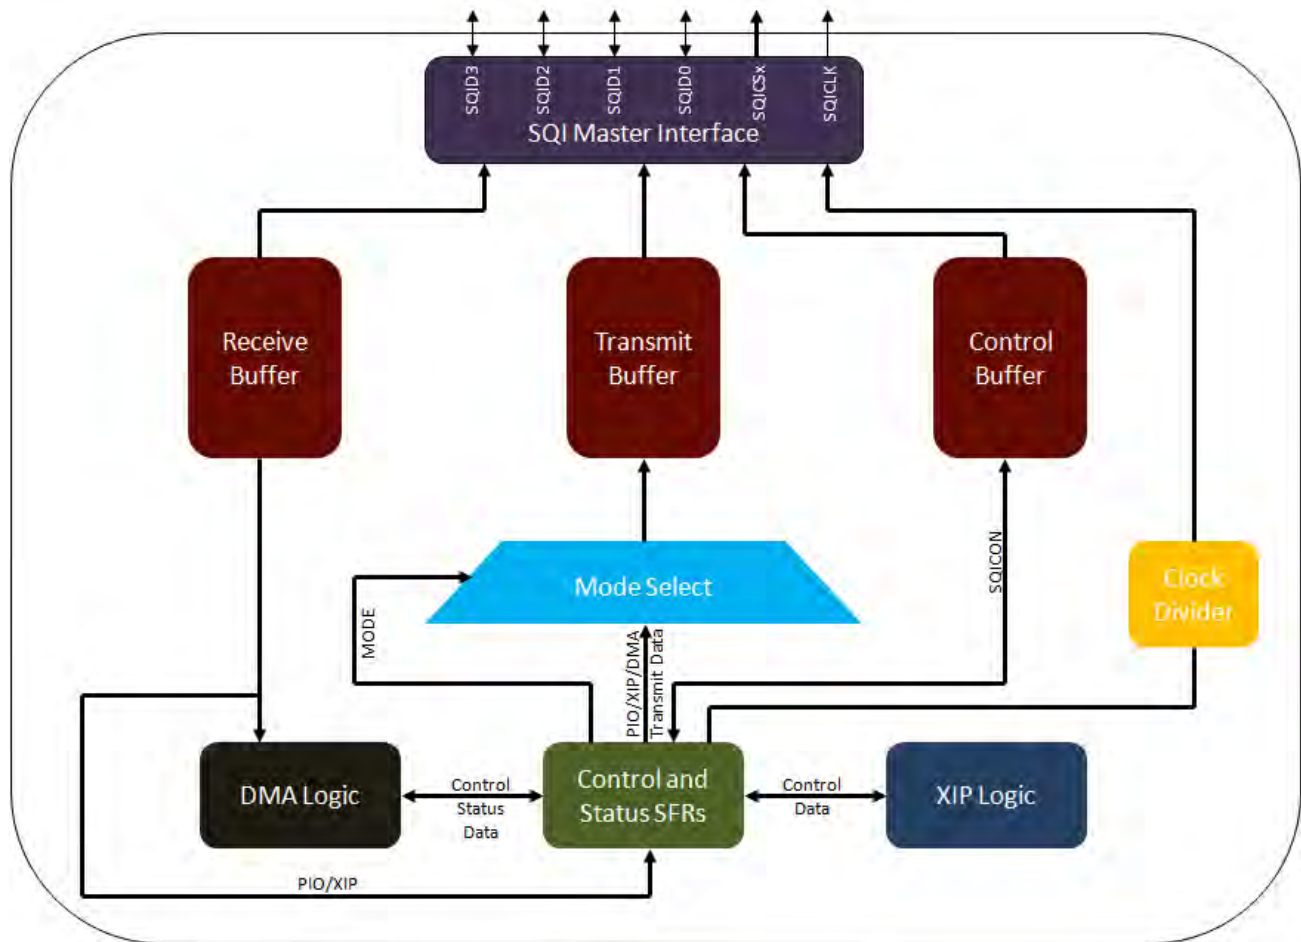 SQID3
SQID2
SQID1
SQID0
SQICSx
SQICLK
SQI Master Interface
Receive
Buffer
Transmit
Buffer
Control
Buffer
SQICON
Mode Select
Clock
Divider
MODE
PIO/XIP/DMA
Transmit Data
DMA Logic
Control
Status
Data
Control and
Status SFRs
Control
Data
XIP Logic
PIO/XIP